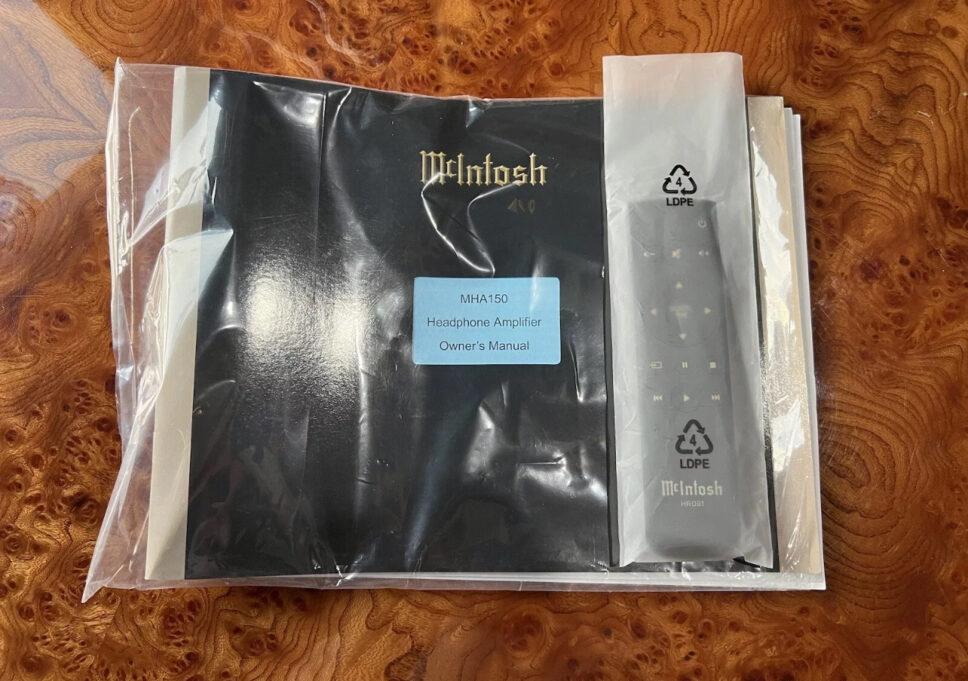 McIntosh
MHA150
Headphone Amplifier
Owner's Manual
4
LDPE
4
LDPE
McIntosh
HR091